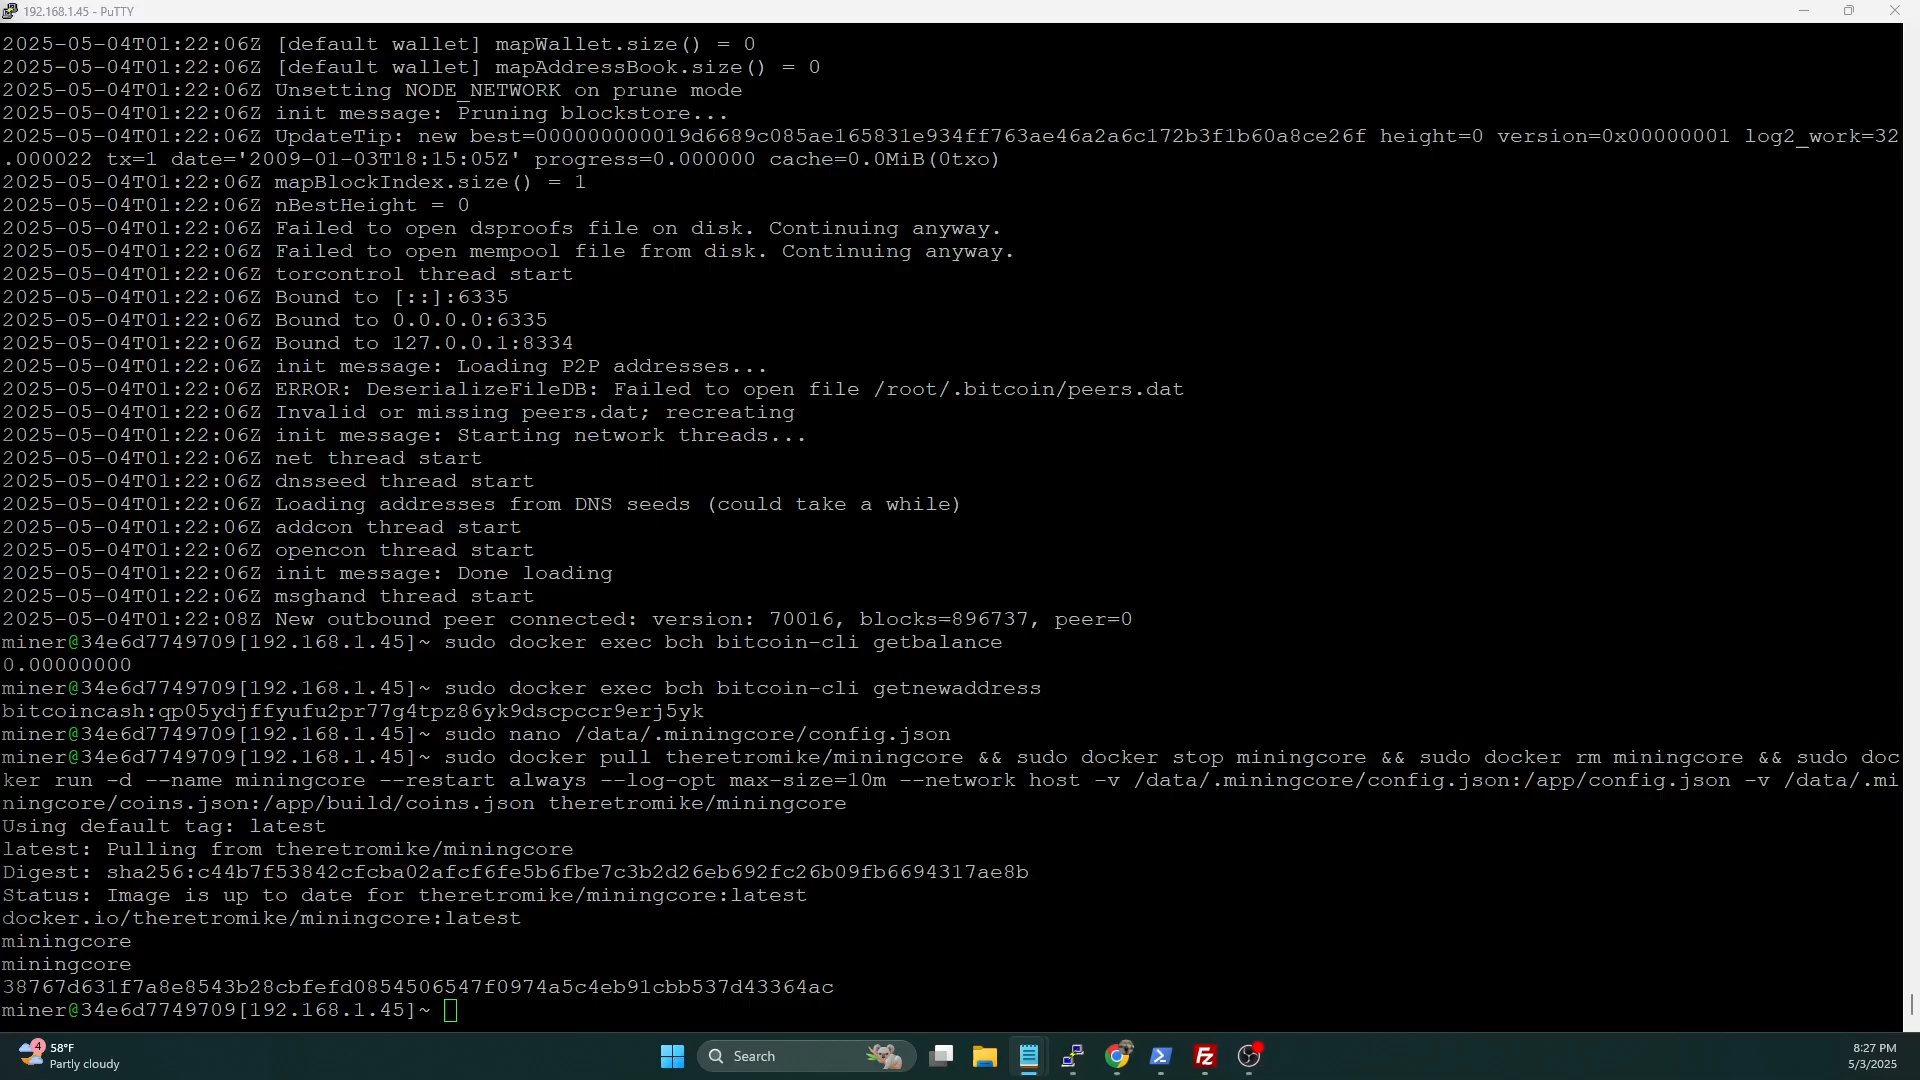 192.168.1.45 - PuTTY
2025-05-04T01:22:06Z [default wallet] mapWallet.size() = 0
2025-05-04T01:22:06Z [default wallet] mapAddressBook.size() = 0
2025-05-04T01:22:06Z Unsetting NODE_NETWORK on prune mode
2025-05-04T01:22:06Z init message: Pruning blockstore...
2025-05-04T01:22:06Z UpdateTip: new best=000000000019d6689c085ae165831e934ff763ae46a2a6c172b3f1b60a8ce26f height=0 version=0x00000001 log2_work=32
.000022 tx=1 date='2009-01-03T18:15:05Z' progress=0.000000 cache=0.0MiB(0txo)
2025-05-04T01:22:06Z mapBlockIndex.size() = 1
2025-05-04T01:22:06Z nBestHeight = 0
2025-05-04T01:22:06Z Failed to open dsproofs file on disk. Continuing anyway.
2025-05-04T01:22:06Z Failed to open mempool file from disk. Continuing anyway.
2025-05-04T01:22:06Z torcontrol thread start
2025-05-04T01:22:06Z Bound to [::]:6335
2025-05-04T01:22:06Z Bound to 0.0.0.0:6335
2025-05-04T01:22:06Z Bound to 127.0.0.1:8334
2025-05-04T01:22:06Z init message: Loading P2P addresses...
2025-05-04T01:22:06Z ERROR: DeserializeFileDB: Failed to open file /root/.bitcoin/peers.dat
2025-05-04T01:22:06Z Invalid or missing peers.dat; recreating
2025-05-04T01:22:06Z init message: Starting network threads...
2025-05-04T01:22:06Z net thread start
2025-05-04T01:22:06Z dnsseed thread start
2025-05-04T01:22:06Z Loading addresses from DNS seeds (could take a while)
2025-05-04T01:22:06Z addcon thread start
2025-05-04T01:22:06Z opencon thread start
2025-05-04T01:22:06Z init message: Done loading
2025-05-04T01:22:06Z msghand thread start
2025-05-04T01:22:08Z New outbound peer connected: version: 70016, blocks=896737, peer=0
miner@34e6d7749709[192.168.1.45]~ sudo docker exec bch bitcoin-cli getbalance
0.00000000
miner@34e6d7749709[192.168.1.45]~ sudo docker exec bch bitcoin-cli getnewaddress
bitcoincash:qp05ydjffyufu2pr77g4tpz86yk9dscpccr9erj5yk
miner@34e6d7749709[192.168.1.45]~ sudo nano /data/.miningcore/config.json
miner@34e6d7749709[192.168.1.45]~ sudo docker pull theretromike/miningcore && sudo docker stop miningcore && sudo docker rm miningcore && sudo doc
ker run -d --name miningcore --restart always --log-opt max-size=10m --network host -v /data/.miningcore/config.json:/app/config.json -v /data/.mi
ningcore/coins.json:/app/build/coins.json theretromike/miningcore
Using default tag: latest
latest: Pulling from theretromike/miningcore
Digest: sha256:c44b7f53842cfcba02afcf6fe5b6fbe7c3b2d26eb692fc26b09fb6694317ae8b
Status: Image is up to date for theretromike/miningcore:latest
docker.io/theretromike/miningcore:latest
miningcore
miningcore
38767d631f7a8e8543b28cbfefd0854506547f0974a5c4eb91cbb537d43364ac
miner@34e6d7749709[192.168.1.45]~
4
58°F
Partly cloudy
Search
8:27 PM
5/3/2025